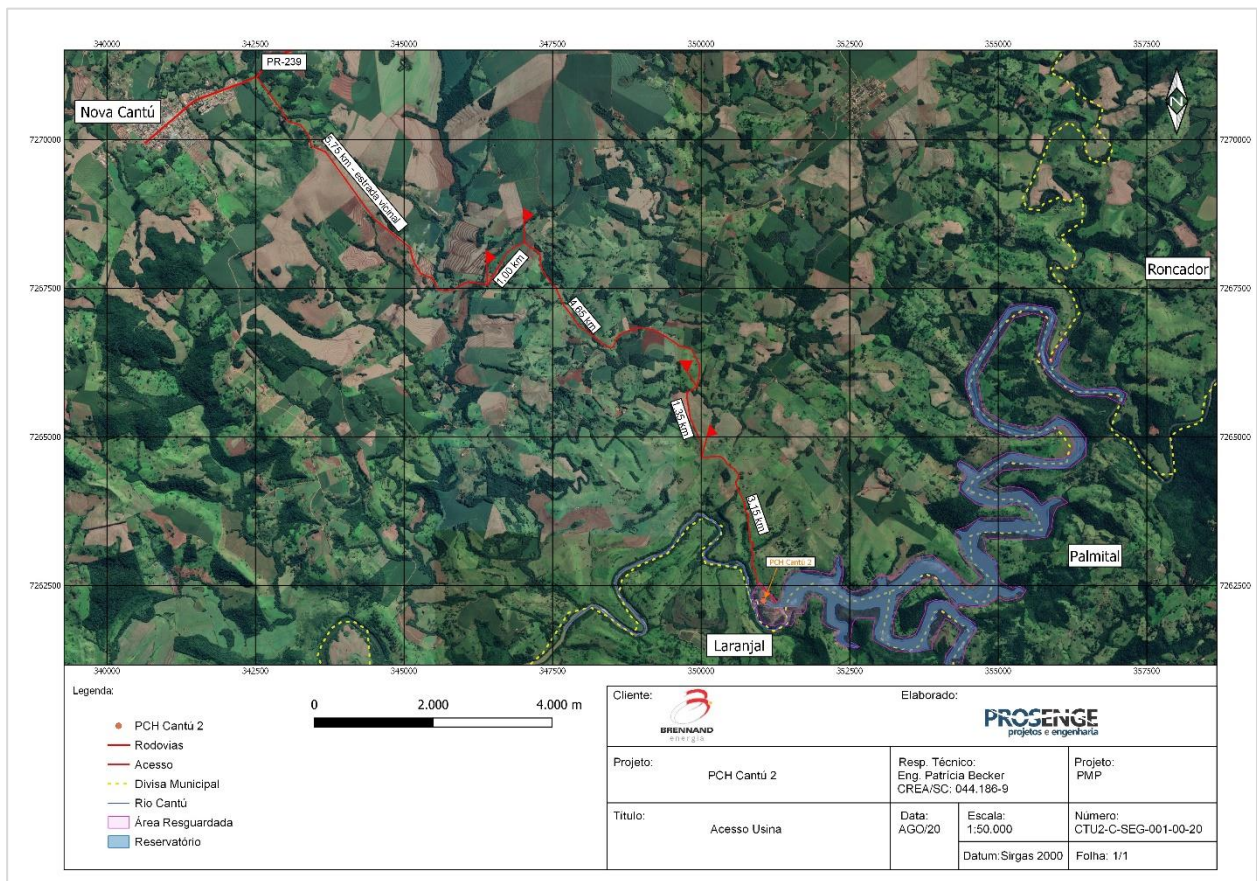 340000 342500 345000 347500 350000 352500 355000 357500
PR-239
Nova Cantú
7270000
7270000
5,75 km - estrada vicinal
N
Roncador
1,00 km
7267500
7267500
4,65 km
1,35 km
7265000
7265000
3,15 km
Palmital
PCH Cantú 2
7262500
7262500
Laranjal
340000 342500 345000 347500 350000 352500 355000 357500
Legenda:
PCH Cantú 2
Rodovias
Acesso
Divisa Municipal
Rio Cantú
Área Resguardada
Reservatório
0 2.000 4.000 m
Cliente:
BRENNAND
energia
Elaborado:
PROSENGE
projetos e engenharia
Projeto:
PCH Cantú 2
Resp. Técnico:
Eng. Patrícia Becker
CREA/SC: 044.186-9
Projeto:
PMP
Título:
Acesso Usina
Data:
AGO/20
Escala:
1:50.000
Número:
CTU2-C-SEG-001-00-20
Datum:Sirgas 2000
Folha: 1/1